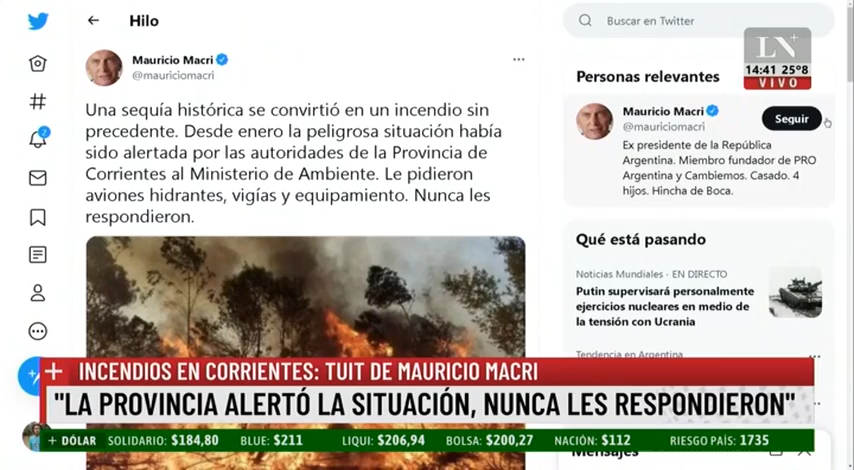 Hilo
Buscar en Twitter
LN+
14:41 25°8
VIVO
Mauricio Macri
@mauriciomacri
Una sequía histórica se convirtió en un incendio sin
precedente. Desde enero la peligrosa situación había
sido alertada por las autoridades de la Provincia de
Corrientes al Ministerio de Ambiente. Le pidieron
aviones hidrantes, vigías y equipamiento. Nunca les
respondieron.
2
Personas relevantes
Mauricio Macri
@mauriciomacri
Seguir
Ex presidente de la República
Argentina. Miembro fundador de PRO
Argentina y Cambiemos. Casado. 4
hijos. Hincha de Boca.
Qué está pasando
Noticias Mundiales · EN DIRECTO
Putin supervisará personalmente
ejercicios nucleares en medio de
la tensión con Ucrania
Tendencia en Argentina
INCENDIOS EN CORRIENTES: TUIT DE MAURICIO MACRI
"LA PROVINCIA ALERTÓ LA SITUACIÓN, NUNCA LES RESPONDIERON"
+ DÓLAR SOLIDARIO: $184,80 BLUE: $211 LIQUI: $206,94 BOLSA: $200,27 NACIÓN: $112 RIESGO PAÍS: 1735
Mensajes